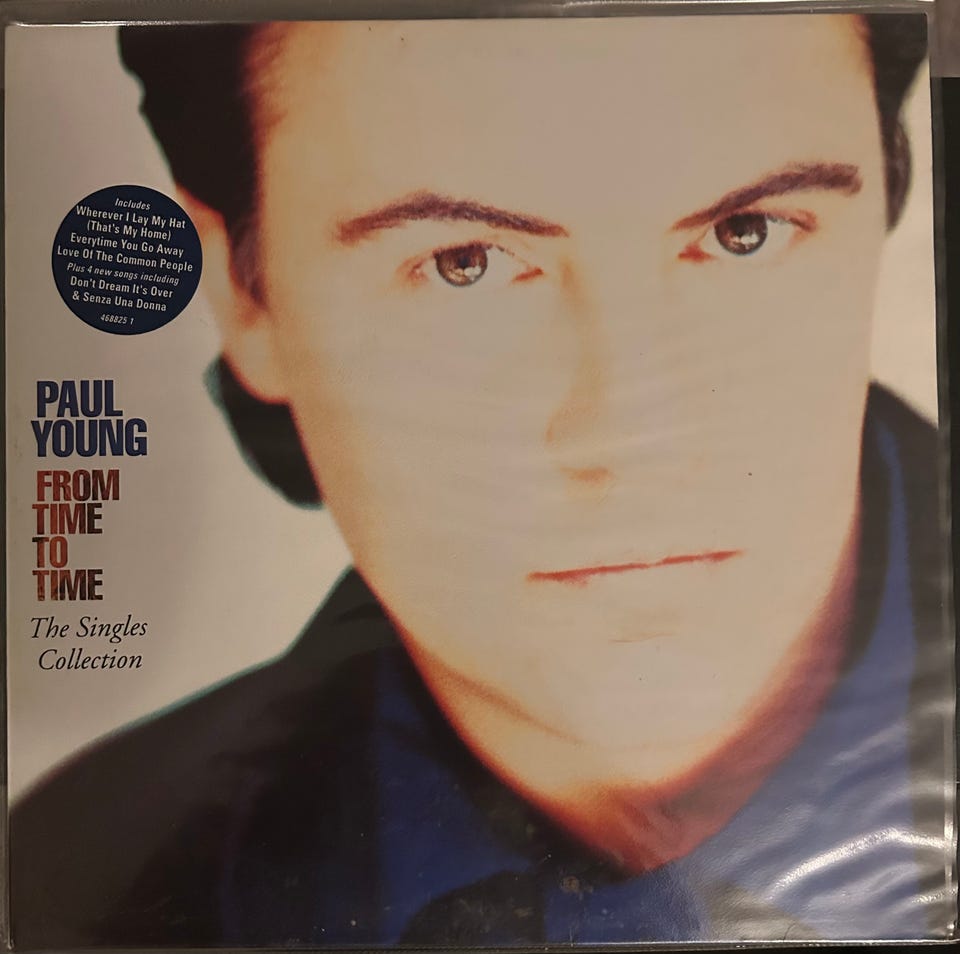 Includes
Wherever I Lay My Hat
(That's My Home)
Everytime You Go Away
Love Of The Common People
Plus 4 new songs including
Don't Dream It's Over
& Senza Una Donna
468825 1
PAUL
YOUNG
FROM
TIME
TO
TIME
The Singles
Collection